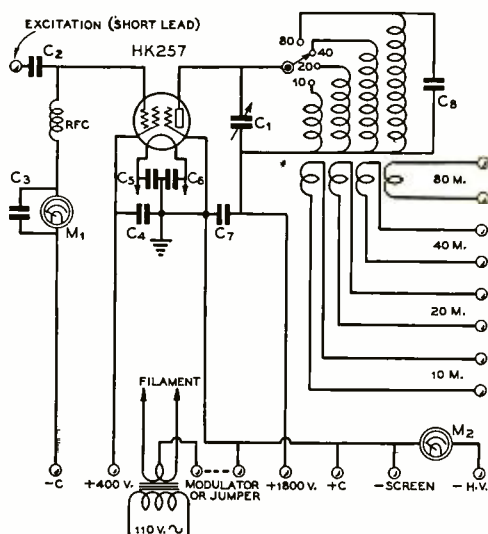 EXCITATION (SHORT LEAD)
C2
HK257
80
40
20
10
C8
RFC
C1
C3
M1
C5
C6
C4
C7
80 M.
40 M.
20 M.
10 M.
FILAMENT
M2
-C
+400 V.
MODULATOR
OR JUMPER
+1800 V.
+C
-SCREEN
-H.V.
110 V.